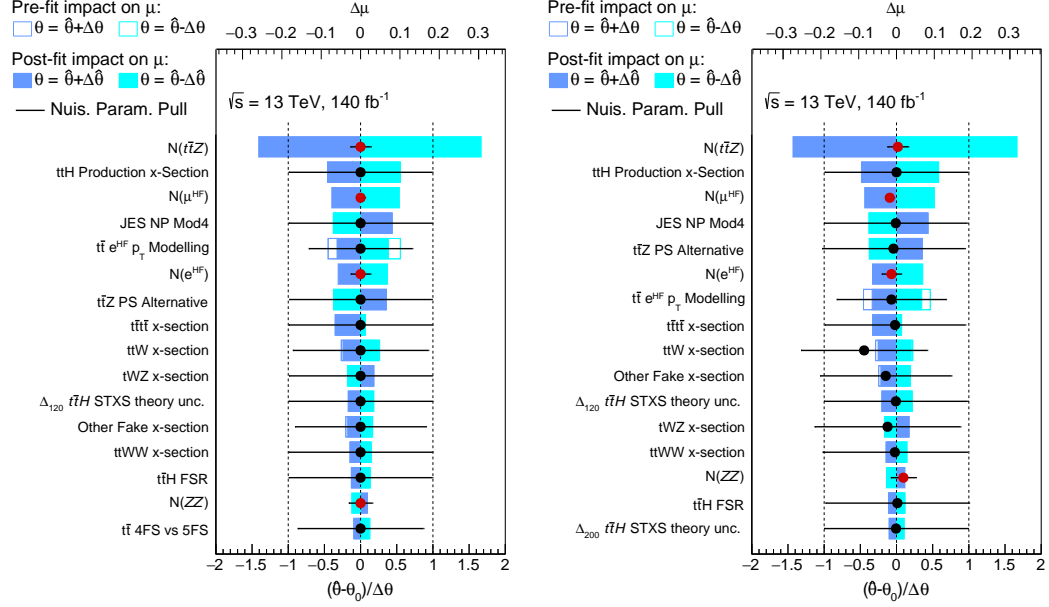 Pre-fit impact on μ:
θ = θ̂+Δθ θ = θ̂-Δθ
Post-fit impact on μ:
θ = θ̂+Δθ̂ θ = θ̂-Δθ̂
Nuis. Param. Pull
Δμ
−0.3 −0.2 −0.1 0 0.1 0.2 0.3
√s = 13 TeV, 140 fb⁻¹
N(tt̄Z)
ttH Production x-Section
N(μᴴᶠ)
JES NP Mod4
tt̄ eᴴᶠ p_T Modelling
N(eᴴᶠ)
tt̄Z PS Alternative
tt̄tt̄ x-section
ttW x-section
tWZ x-section
Δ₁₂₀ tt̄H STXS theory unc.
Other Fake x-section
ttWW x-section
tt̄H FSR
N(ZZ)
tt̄ 4FS vs 5FS
−2 −1.5 −1 −0.5 0 0.5 1 1.5 2
(θ̂-θ₀)/Δθ
Pre-fit impact on μ:
θ = θ̂+Δθ θ = θ̂-Δθ
Post-fit impact on μ:
θ = θ̂+Δθ̂ θ = θ̂-Δθ̂
Nuis. Param. Pull
Δμ
−0.3 −0.2 −0.1 0 0.1 0.2 0.3
√s = 13 TeV, 140 fb⁻¹
N(tt̄Z)
ttH Production x-Section
N(μᴴᶠ)
JES NP Mod4
tt̄Z PS Alternative
N(eᴴᶠ)
tt̄ eᴴᶠ p_T Modelling
tt̄tt̄ x-section
ttW x-section
Other Fake x-section
Δ₁₂₀ tt̄H STXS theory unc.
tWZ x-section
ttWW x-section
N(ZZ)
tt̄H FSR
Δ₂₀₀ tt̄H STXS theory unc.
−2 −1.5 −1 −0.5 0 0.5 1 1.5 2
(θ̂-θ₀)/Δθ